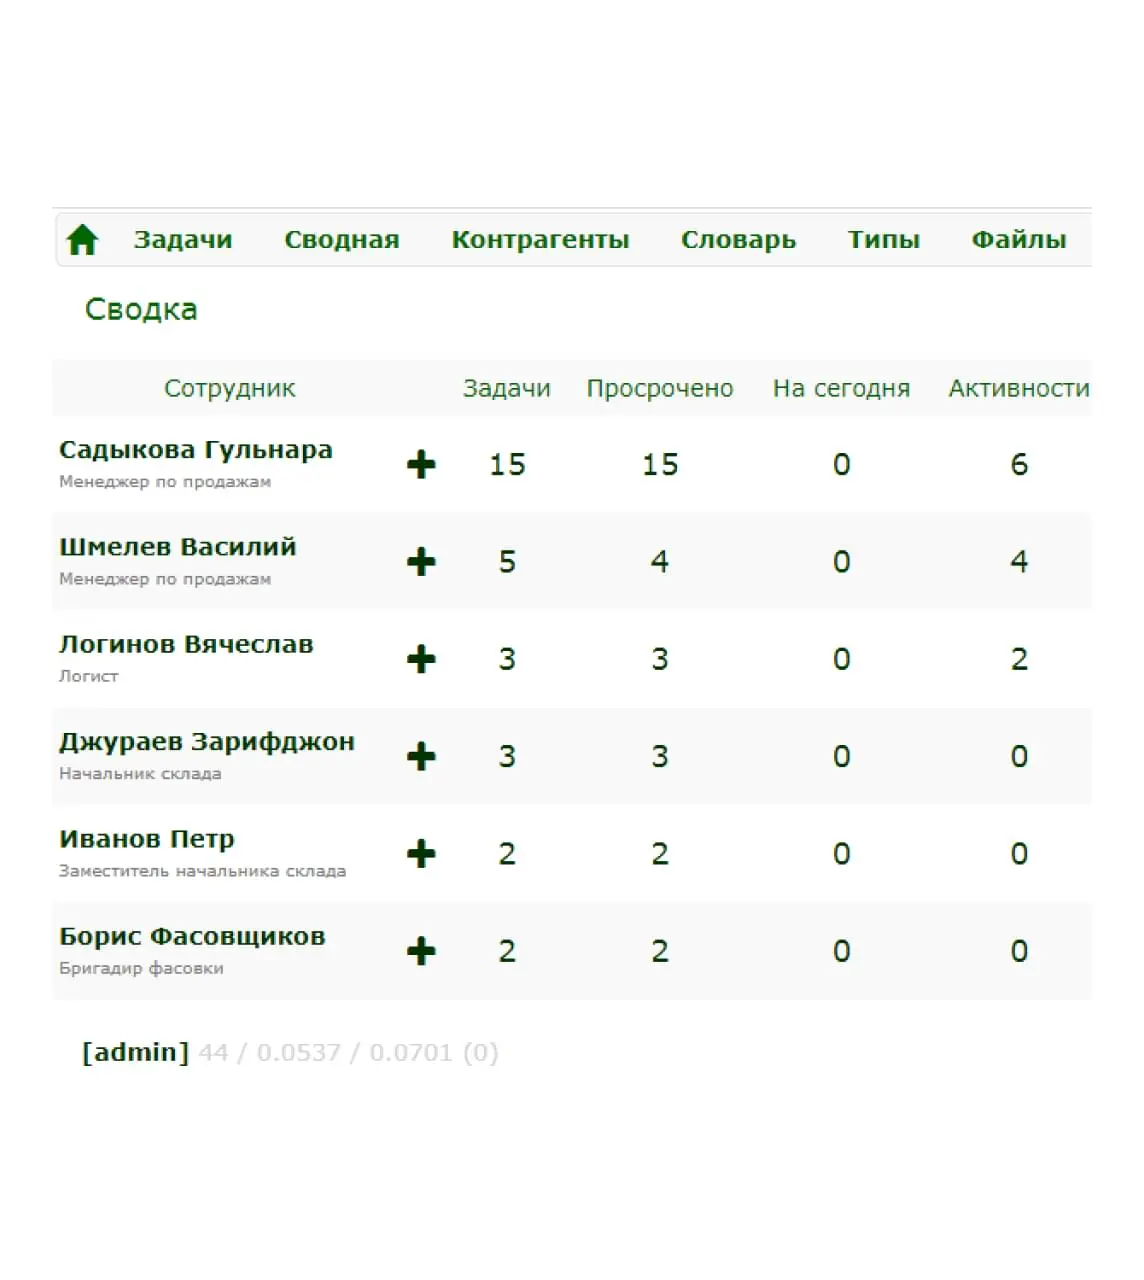 Задачи Сводная Контрагенты Словарь Типы Файлы
Сводка
Сотрудник Задачи Просрочено На сегодня Активности
Садыкова Гульнара 15 15 0 6
Менеджер по продажам
Шмелев Василий 5 4 0 4
Менеджер по продажам
Логинов Вячеслав 3 3 0 2
Логист
Джураев Зарифджон 3 3 0 0
Начальник склада
Иванов Петр 2 2 0 0
Заместитель начальника склада
Борис Фасовщиков 2 2 0 0
Бригадир фасовки
[admin] 44 / 0.0537 / 0.0701 (0)